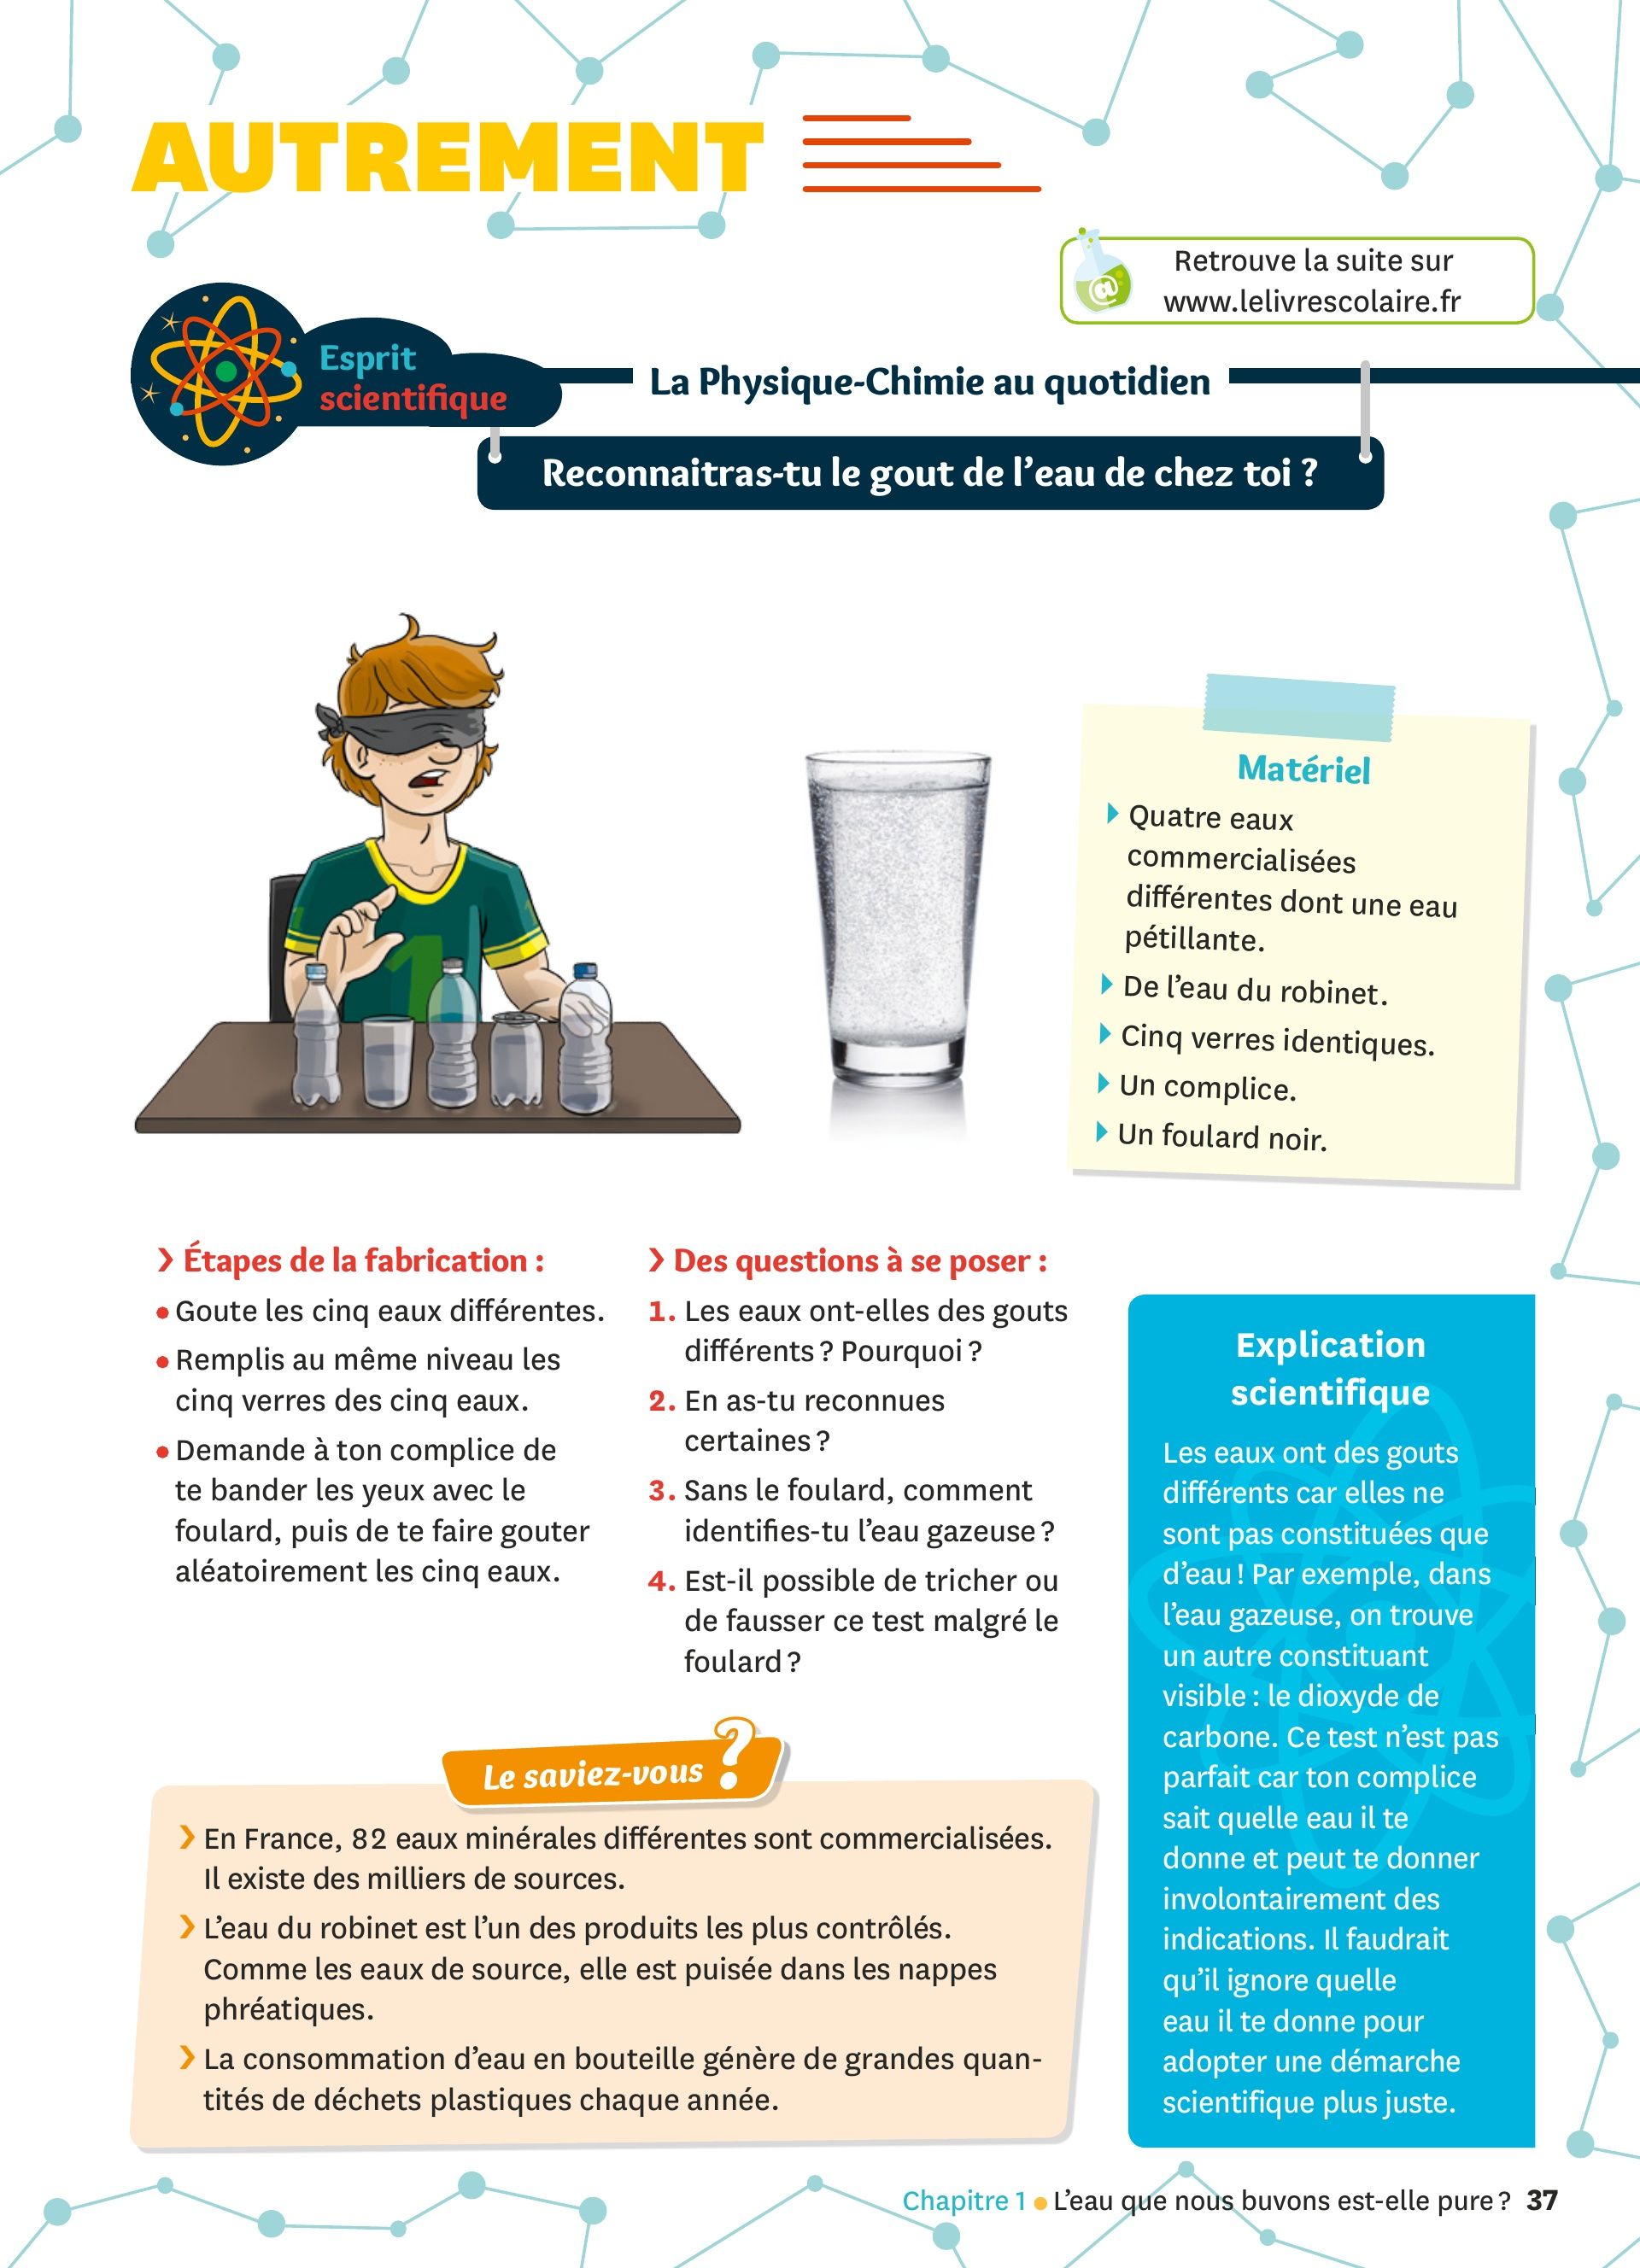 AUTREMENT
Retrouve la suite sur
www.lelivrescolaire.fr
@
Esprit
scientifique
La Physique-Chimie au quotidien
Reconnaitras-tu le gout de l'eau de chez toi ?
1
Matériel
Quatre eaux
commercialisées
différentes dont une eau
pétillante.
De l'eau du robinet.
Cinq verres identiques.
Un complice.
Un foulard noir.
› Étapes de la fabrication :
• Goute les cinq eaux différentes.
• Remplis au même niveau les
cinq verres des cinq eaux.
• Demande à ton complice de
te bander les yeux avec le
foulard, puis de te faire gouter
aléatoirement les cinq eaux.
› Des questions à se poser :
1. Les eaux ont-elles des gouts
différents ? Pourquoi ?
2. En as-tu reconnues
certaines ?
3. Sans le foulard, comment
identifies-tu l'eau gazeuse ?
4. Est-il possible de tricher ou
de fausser ce test malgré le
foulard ?
Explication
scientifique
Les eaux ont des gouts
différents car elles ne
sont pas constituées que
d'eau ! Par exemple, dans
l'eau gazeuse, on trouve
un autre constituant
visible : le dioxyde de
carbone. Ce test n'est pas
parfait car ton complice
sait quelle eau il te
donne et peut te donner
involontairement des
indications. Il faudrait
qu'il ignore quelle
eau il te donne pour
adopter une démarche
scientifique plus juste.
Le saviez-vous ?
› En France, 82 eaux minérales différentes sont commercialisées.
Il existe des milliers de sources.
› L'eau du robinet est l'un des produits les plus contrôlés.
Comme les eaux de source, elle est puisée dans les nappes
phréatiques.
› La consommation d'eau en bouteille génère de grandes quan-
tités de déchets plastiques chaque année.
Chapitre 1 • L'eau que nous buvons est-elle pure ? 37